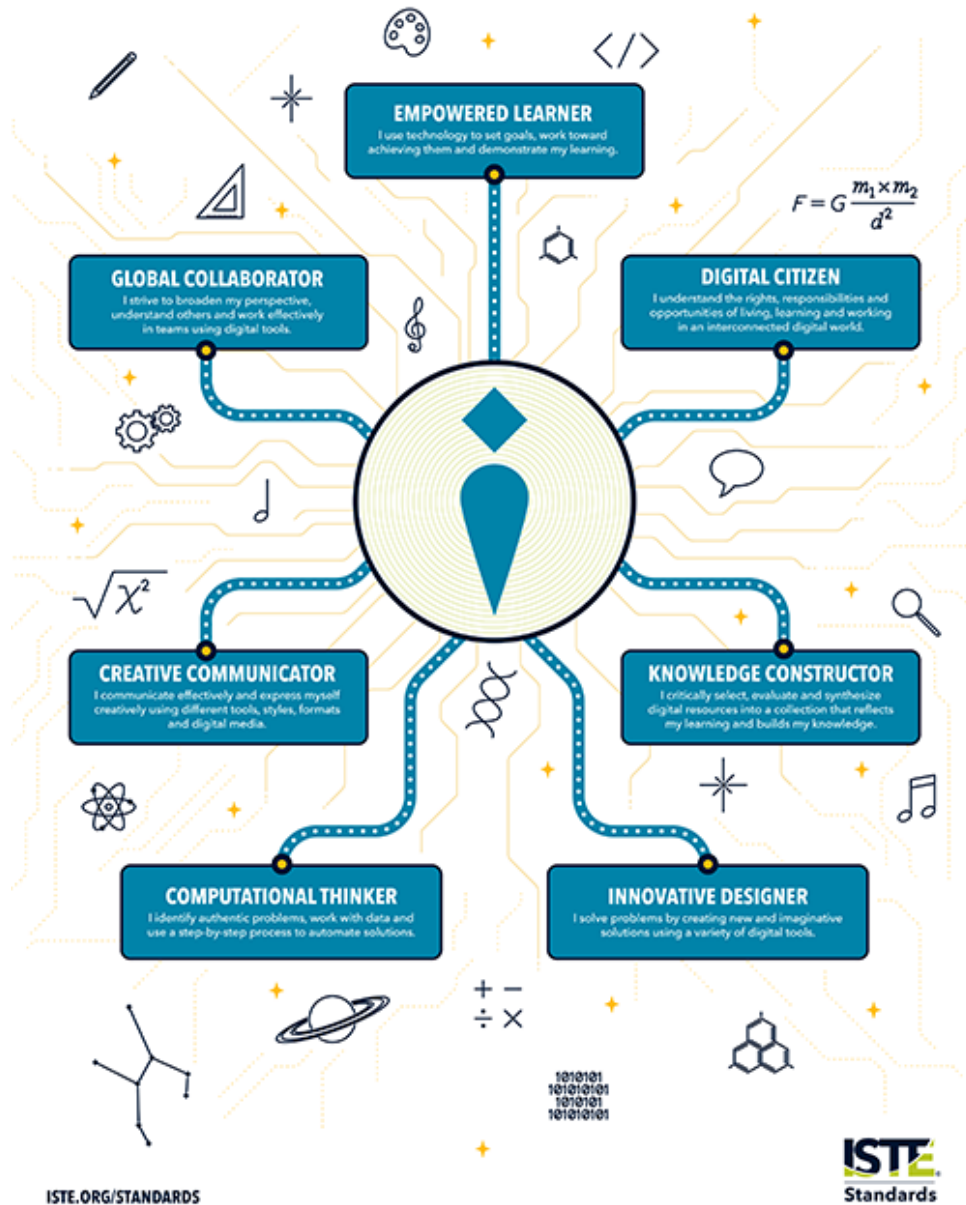 </>
EMPOWERED LEARNER
I use technology to set goals, work toward
achieving them and demonstrate my learning.
F = G m₁ × m₂ / d²
GLOBAL COLLABORATOR
I strive to broaden my perspective,
understand others and work effectively
in teams using digital tools.
DIGITAL CITIZEN
I understand the rights, responsibilities and
opportunities of living, learning and working
in an interconnected digital world.
√χ²
CREATIVE COMMUNICATOR
I communicate effectively and express myself
creatively using different tools, styles, formats
and digital media.
KNOWLEDGE CONSTRUCTOR
I critically select, evaluate and synthesize
digital resources into a collection that reflects
my learning and builds my knowledge.
COMPUTATIONAL THINKER
I identify authentic problems, work with data and
use a step-by-step process to automate solutions.
INNOVATIVE DESIGNER
I solve problems by creating new and imaginative
solutions using a variety of digital tools.
+ −
÷ ×
1010101
101010101
1010101
101010101
ISTE.ORG/STANDARDS
ISTE®
Standards